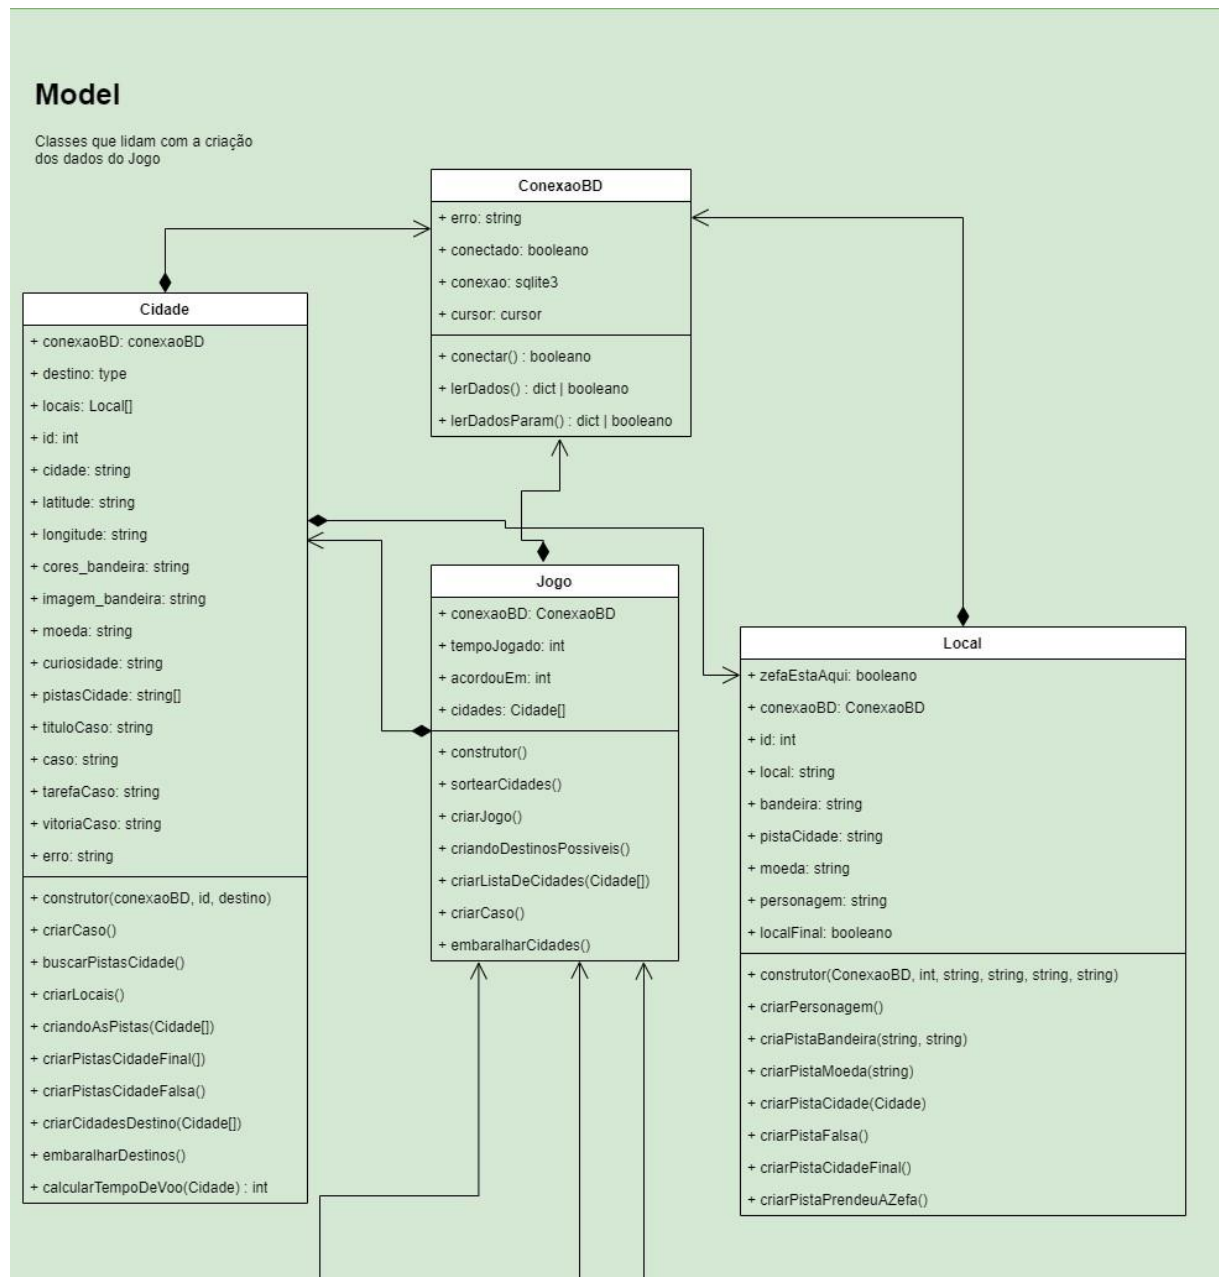 Model
Classes que lidam com a criação
dos dados do Jogo
ConexaoBD
+ erro: string
+ conectado: booleano
+ conexao: sqlite3
+ cursor: cursor
+ conectar() : booleano
+ lerDados() : dict | booleano
+ lerDadosParam() : dict | booleano
Cidade
+ conexaoBD: conexaoBD
+ destino: type
+ locais: Local[]
+ id: int
+ cidade: string
+ latitude: string
+ longitude: string
+ cores_bandeira: string
+ imagem_bandeira: string
+ moeda: string
+ curiosidade: string
+ pistasCidade: string[]
+ tituloCaso: string
+ caso: string
+ tarefaCaso: string
+ vitoriaCaso: string
+ erro: string
+ construtor(conexaoBD, id, destino)
+ criarCaso()
+ buscarPistasCidade()
+ criarLocais()
+ criandoAsPistas(Cidade[])
+ criarPistasCidadeFinal(])
+ criarPistasCidadeFalsa()
+ criarCidadesDestino(Cidade[])
+ embaralharDestinos()
+ calcularTempoDeVoo(Cidade) : int
Jogo
+ conexaoBD: ConexaoBD
+ tempoJogado: int
+ acordouEm: int
+ cidades: Cidade[]
+ construtor()
+ sortearCidades()
+ criarJogo()
+ criandoDestinosPossiveis()
+ criarListaDeCidades(Cidade[])
+ criarCaso()
+ embaralharCidades()
Local
+ zefaEstaAqui: booleano
+ conexaoBD: ConexaoBD
+ id: int
+ local: string
+ bandeira: string
+ pistaCidade: string
+ moeda: string
+ personagem: string
+ localFinal: booleano
+ construtor(ConexaoBD, int, string, string, string, string)
+ criarPersonagem()
+ criaPistaBandeira(string, string)
+ criarPistaMoeda(string)
+ criarPistaCidade(Cidade)
+ criarPistaFalsa()
+ criarPistaCidadeFinal()
+ criarPistaPrendeuAZefa()